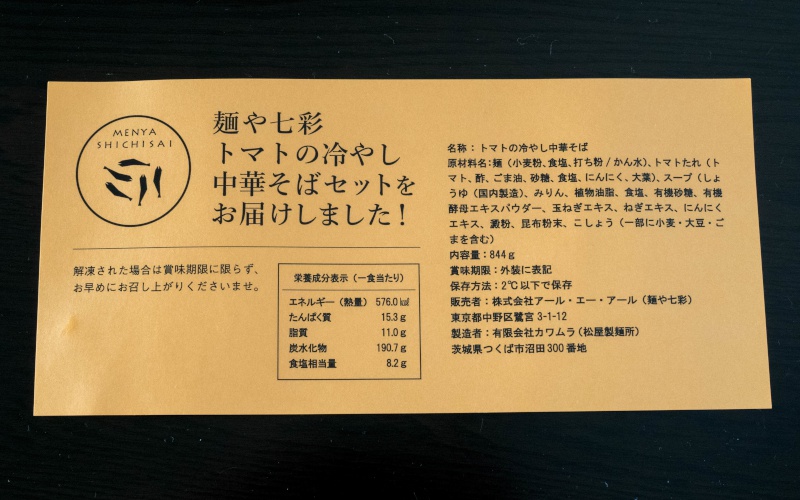 MENYA
SHICHISAI
麺や七彩
トマトの冷やし
中華そばセットを
お届けしました!
解凍された場合は賞味期限に限らず、
お早めにお召し上がりくださいませ。
栄養成分表示(一食当たり)
エネルギー(熱量) 576.0㎉
たんぱく質 15.3g
脂質 11.0g
炭水化物 190.7g
食塩相当量 8.2g
名称:トマトの冷やし中華そば
原材料名:麺(小麦粉、食塩、打ち粉/かん水)、トマトたれ(ト
マト、酢、ごま油、砂糖、食塩、にんにく、大葉)、スープ(しょ
うゆ(国内製造)、みりん、植物油脂、食塩、有機砂糖、有機
酵母エキスパウダー、玉ねぎエキス、ねぎエキス、にんにく
エキス、澱粉、昆布粉末、こしょう(一部に小麦・大豆・ご
まを含む)
内容量:844g
賞味期限:外装に表記
保存方法:2℃以下で保存
販売者:株式会社アール・エー・アール(麺や七彩)
東京都中野区鷺宮3-1-12
製造者:有限会社カワムラ(松屋製麺所)
茨城県つくば市沼田300番地